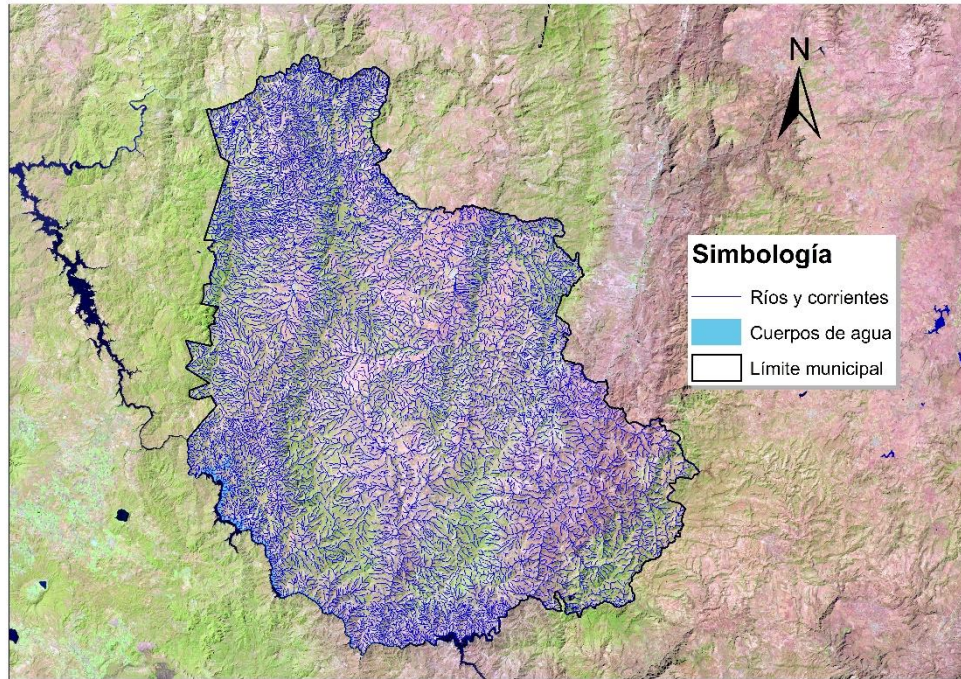 N
Simbología
Ríos y corrientes
Cuerpos de agua
Límite municipal